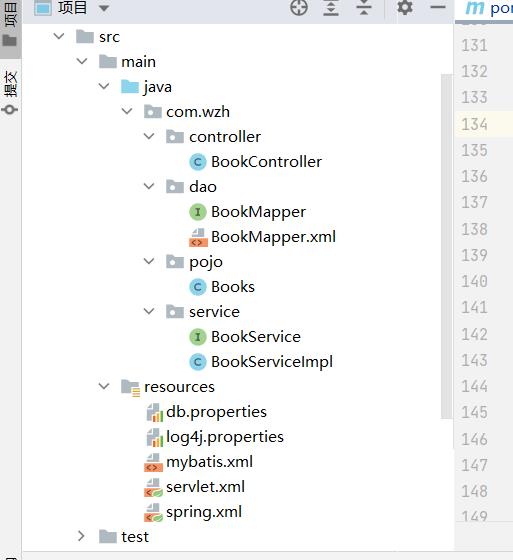 项目
提交
项目
src
main
java
com.wzh
controller
C BookController
dao
I BookMapper
BookMapper.xml
pojo
C Books
service
I BookService
C BookServiceImpl
resources
db.properties
log4j.properties
mybatis.xml
servlet.xml
spring.xml
test
m por
131
132
133
134
135
136
137
138
139
140
141
142
143
144
145
146
147
148
149